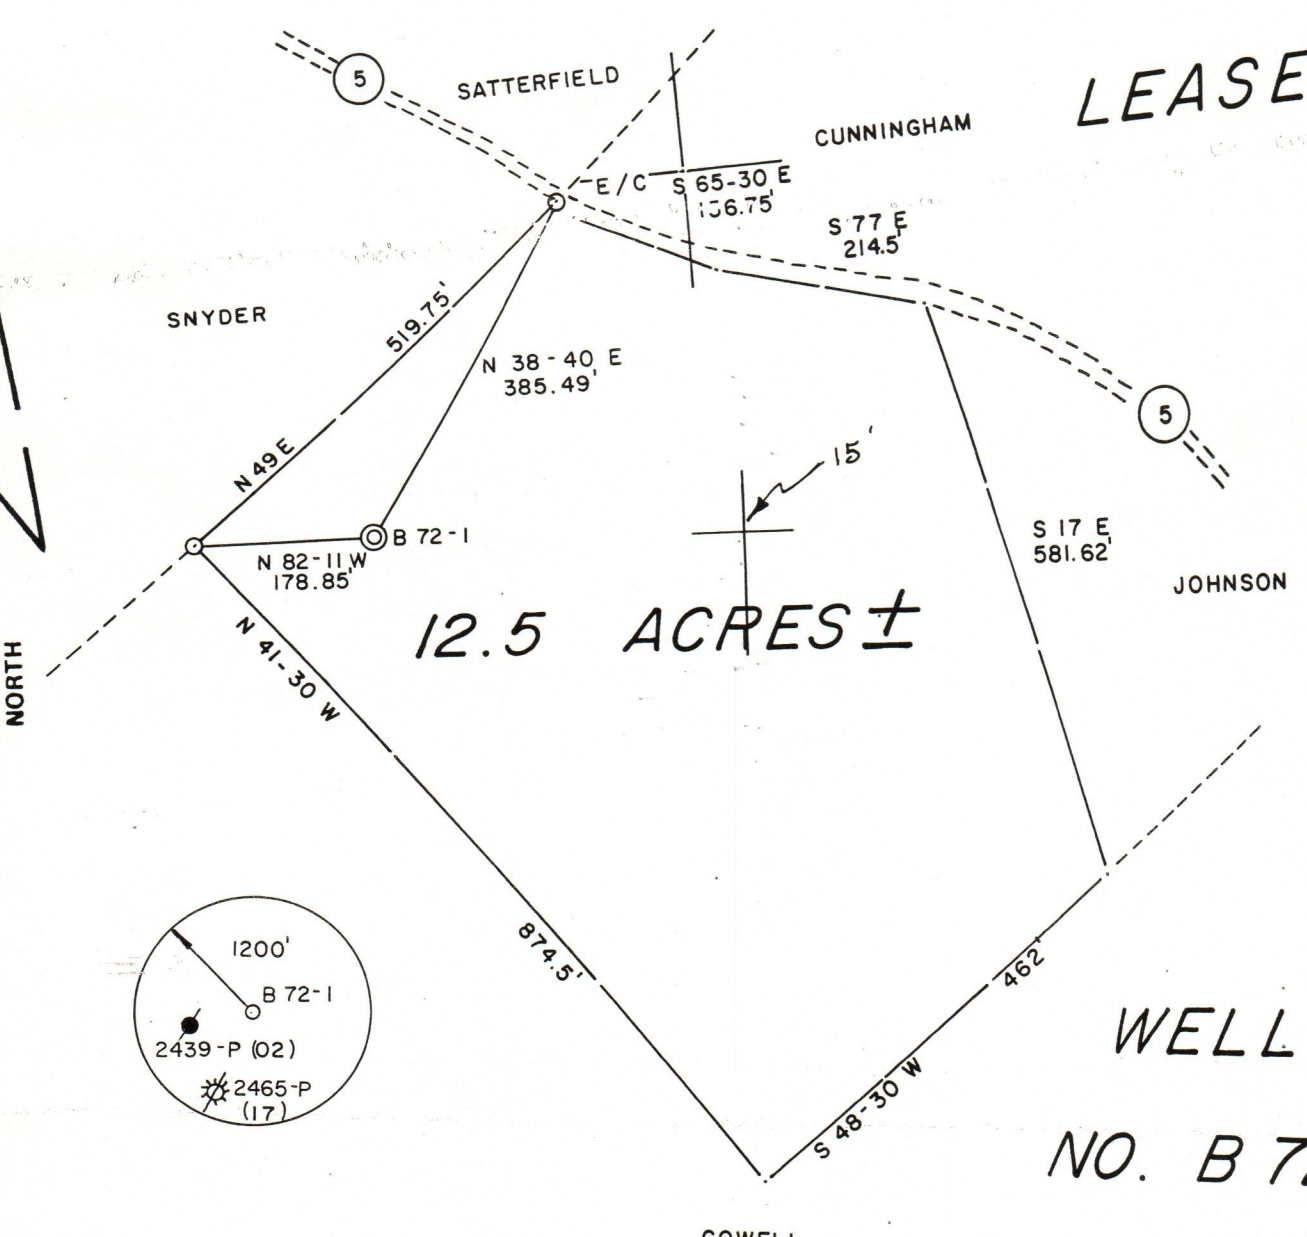 5
SATTERFIELD
LEASE
CUNNINGHAM
E/C
S 65-30 E
S 77 E
214.5'
SNYDER
519.75'
N 49 E
N 38-40 E
385.49'
5
15'
B 72-1
N 82-11 W
178.85'
S 17 E
581.62'
JOHNSON
12.5 ACRES ±
NORTH
N 41-30 W
874.5'
462'
S 48-30 W
1200'
B 72-1
2439-P (02)
2465-P
(17)
WELL
NO. B 72